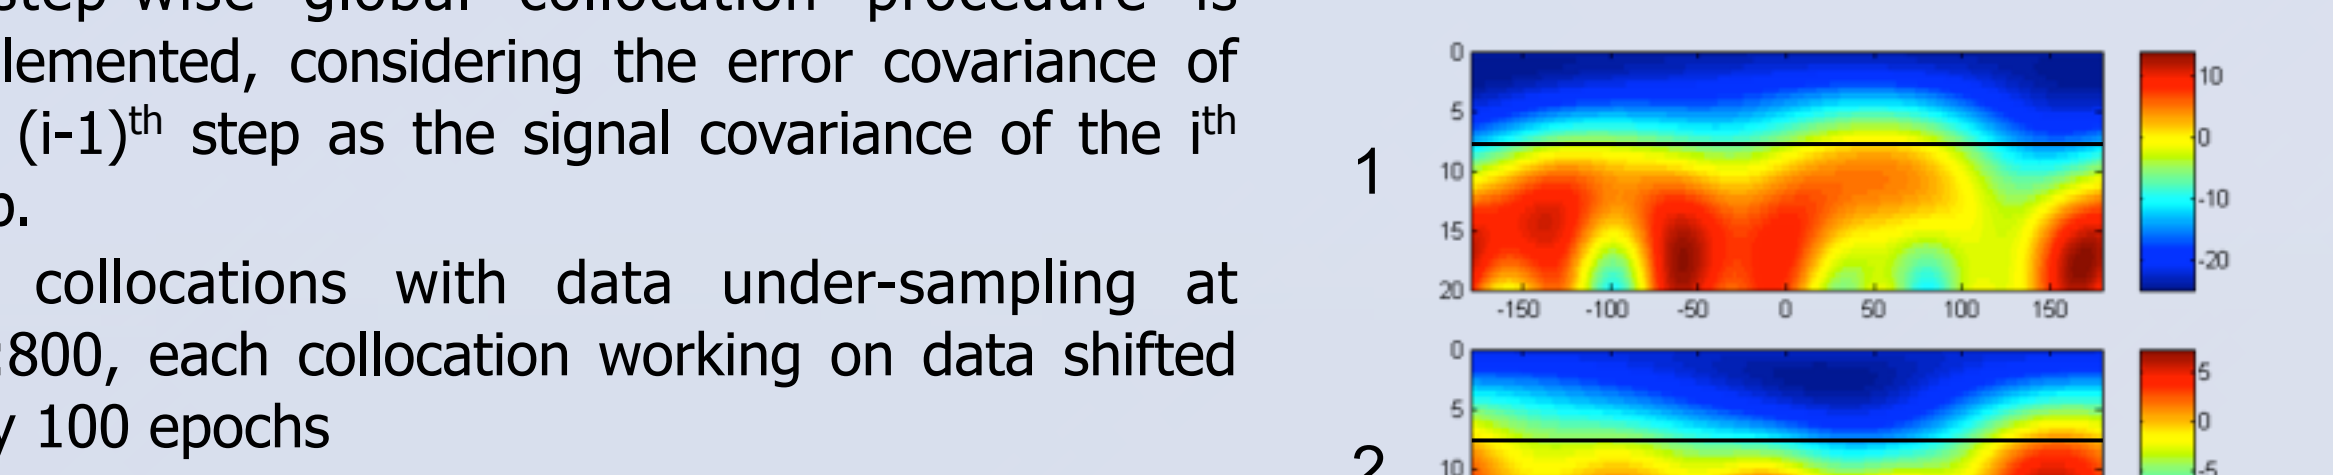 step-wise global collocation procedure is
lemented, considering the error covariance of
(i-1)th step as the signal covariance of the ith
p.
collocations with data under-sampling at
:800, each collocation working on data shifted
y 100 epochs
1
0
5
10
15
20
-150 -100 -50 0 50 100 150
10
0
-10
-20
2
0
5
10
5
0
-5